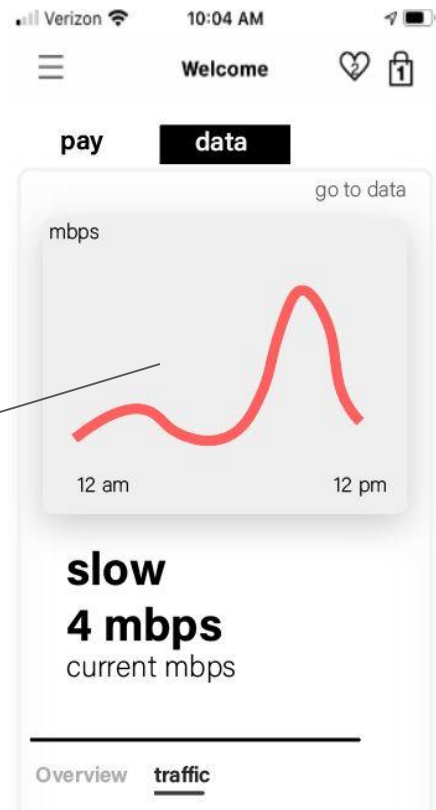 Verizon 10:04 AM
Welcome 2 1
pay data
go to data
mbps
12 am 12 pm
slow
4 mbps
current mbps
Overview traffic